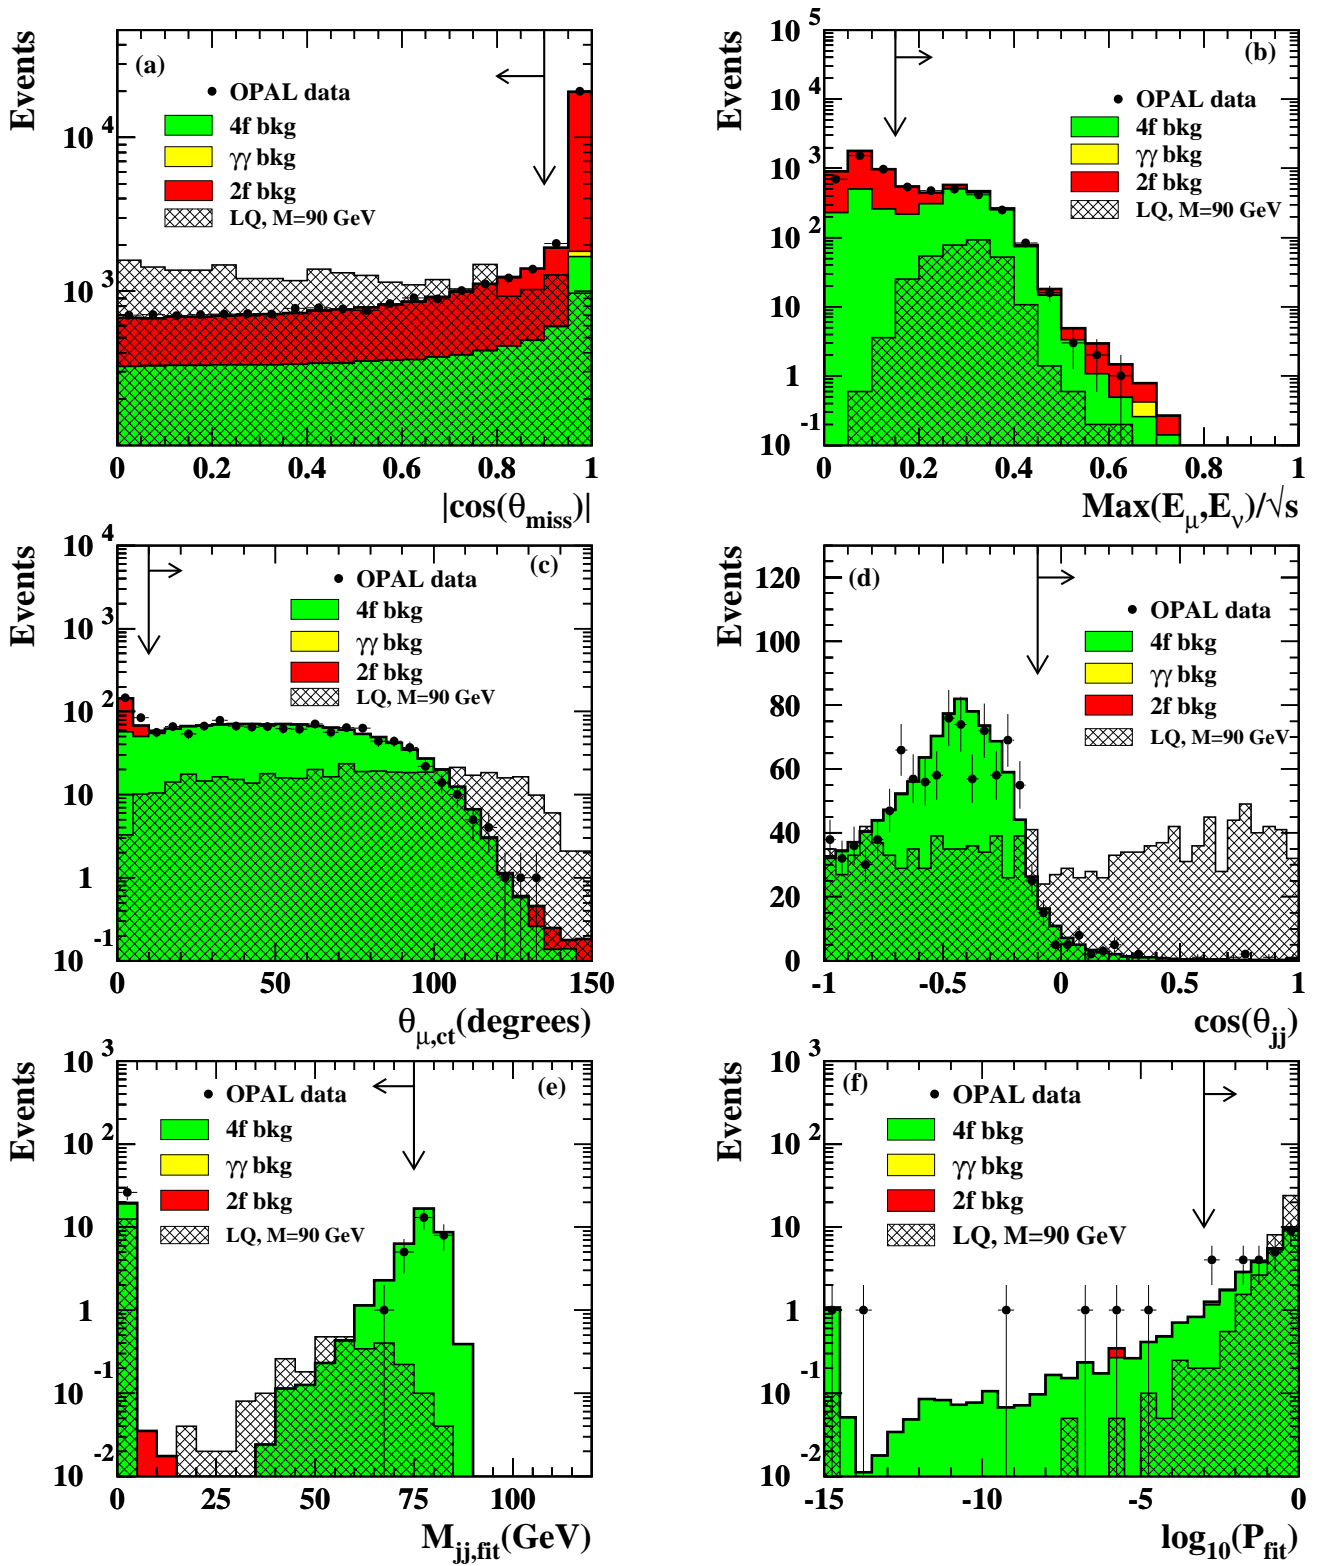 Events
(a)
OPAL data
4f bkg
γγ bkg
2f bkg
LQ, M=90 GeV
10^4
10^3
0 0.2 0.4 0.6 0.8 1
|cos(θ_miss)|
Events
(b)
OPAL data
4f bkg
γγ bkg
2f bkg
LQ, M=90 GeV
10^5
10^4
10^3
10^2
10
1
10^-1
0 0.2 0.4 0.6 0.8 1
Max(E_μ,E_ν)/√s
Events
(c)
OPAL data
4f bkg
γγ bkg
2f bkg
LQ, M=90 GeV
10^4
10^3
10^2
10
1
10^-1
0 50 100 150
θ_μ,ct(degrees)
Events
(d)
OPAL data
4f bkg
γγ bkg
2f bkg
LQ, M=90 GeV
120
100
80
60
40
20
0
-1 -0.5 0 0.5 1
cos(θ_jj)
Events
(e)
OPAL data
4f bkg
γγ bkg
2f bkg
LQ, M=90 GeV
10^3
10^2
10
1
10^-1
10^-2
0 25 50 75 100
M_jj,fit(GeV)
Events
(f)
OPAL data
4f bkg
γγ bkg
2f bkg
LQ, M=90 GeV
10^3
10^2
10
1
10^-1
10^-2
-15 -10 -5 0
log_10(P_fit)